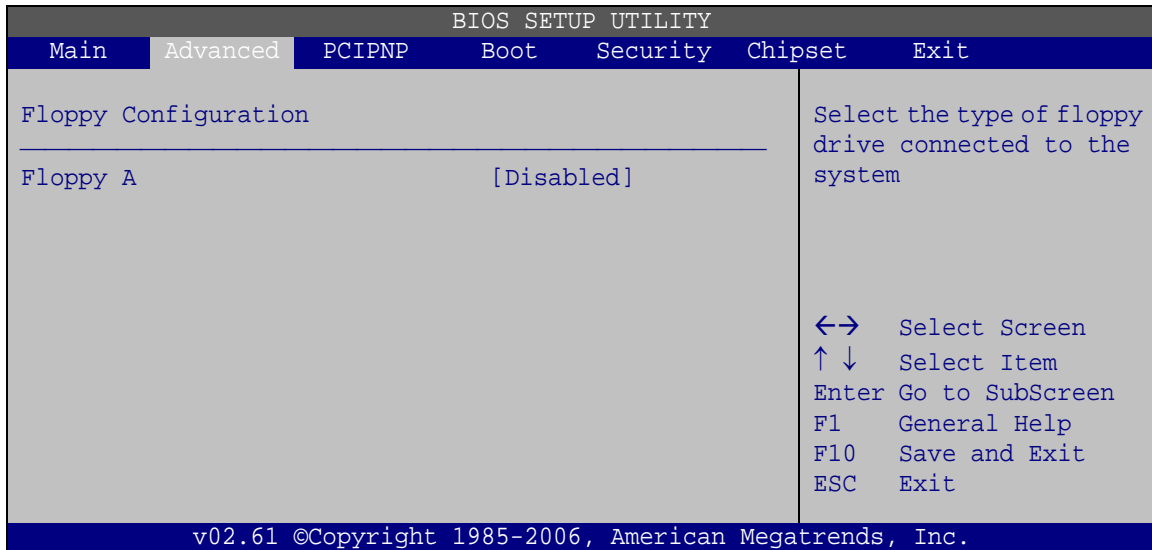 BIOS SETUP UTILITY
Main Advanced PCIPNP Boot Security Chipset Exit
Floppy Configuration
Floppy A [Disabled]
Select the type of floppy
drive connected to the
system
←→ Select Screen
↑ ↓ Select Item
Enter Go to SubScreen
F1 General Help
F10 Save and Exit
ESC Exit
v02.61 ©Copyright 1985-2006, American Megatrends, Inc.